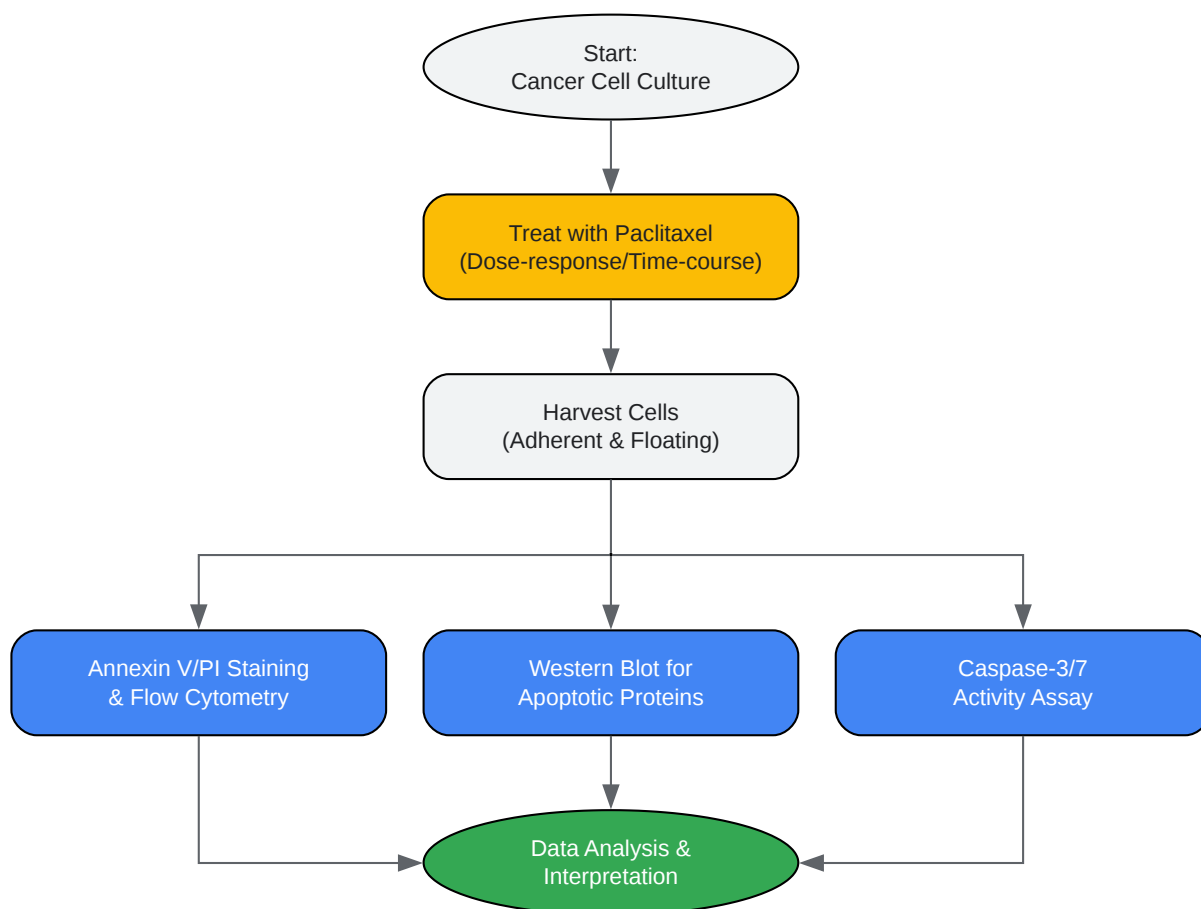 Start:
Cancer Cell Culture
Treat with Paclitaxel
(Dose-response/Time-course)
Harvest Cells
(Adherent & Floating)
Annexin V/PI Staining
& Flow Cytometry
Western Blot for
Apoptotic Proteins
Caspase-3/7
Activity Assay
Data Analysis &
Interpretation